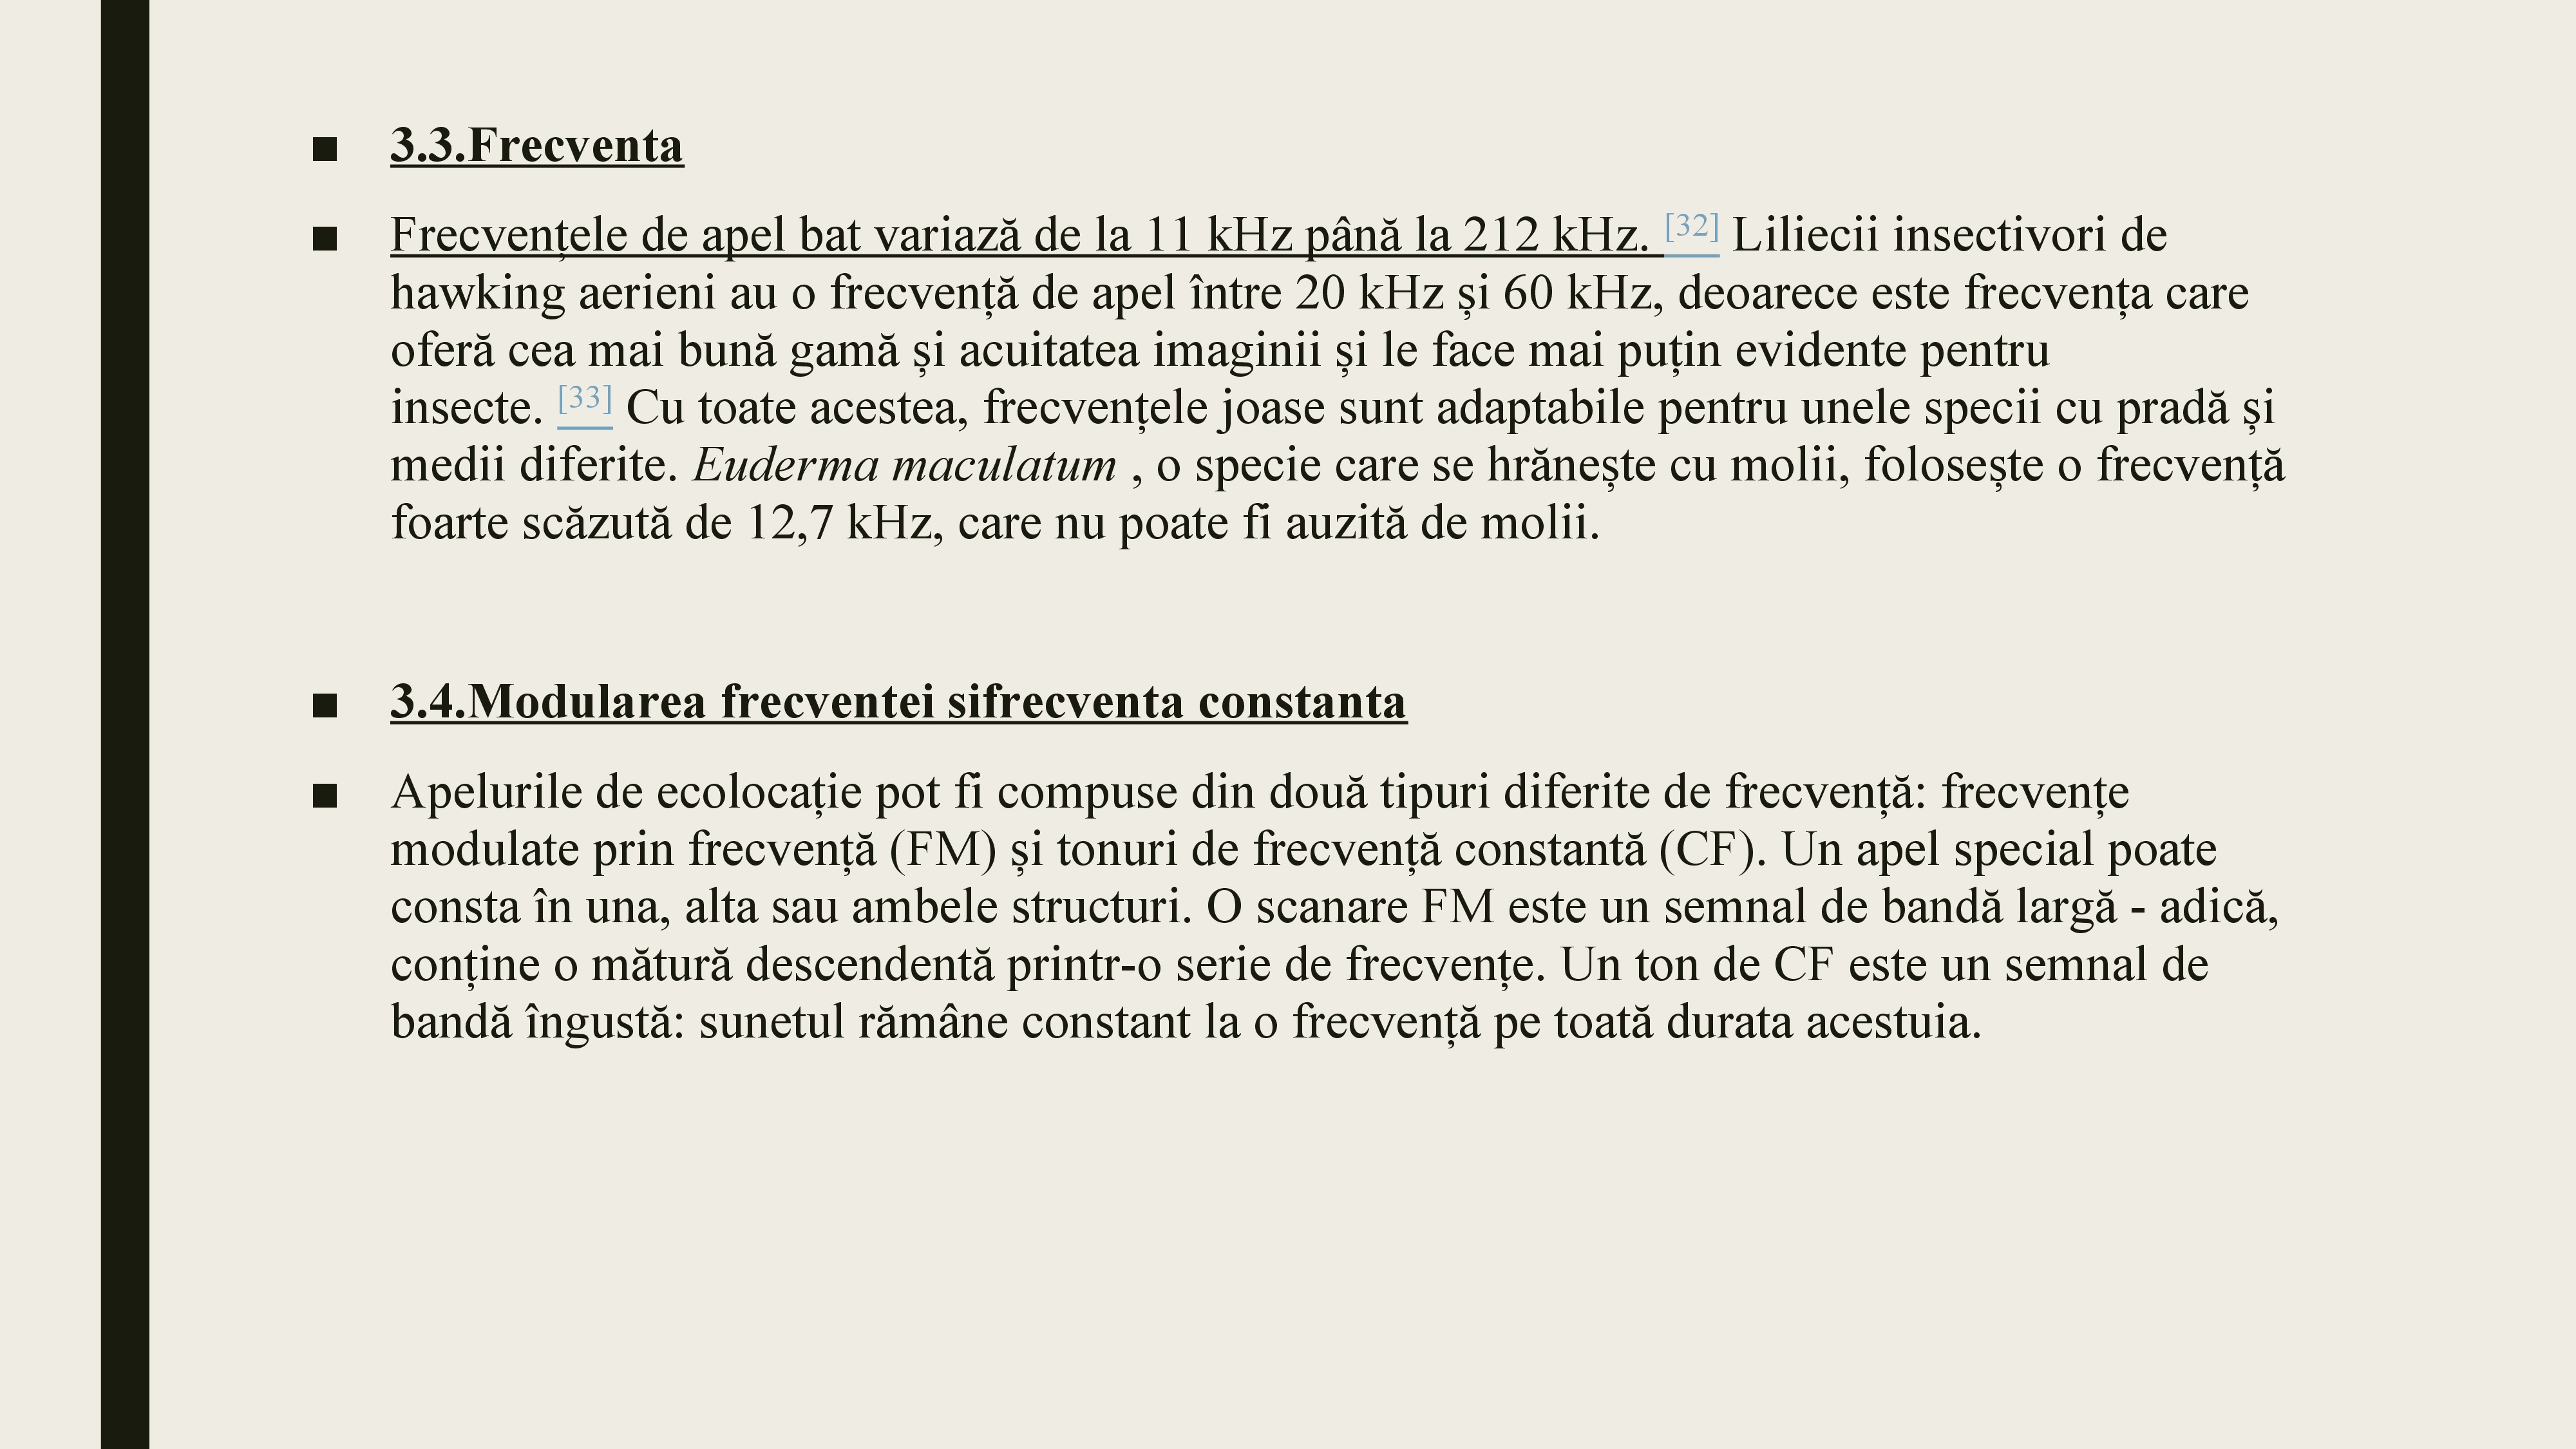 ■ 3.3.Frecventa
■ Frecvențele de apel bat variază de la 11 kHz până la 212 kHz. [32] Liliecii insectivori de
hawking aerieni au o frecvență de apel între 20 kHz și 60 kHz, deoarece este frecvența care
oferă cea mai bună gamă și acuitatea imaginii și le face mai puțin evidente pentru
insecte. [33] Cu toate acestea, frecvențele joase sunt adaptabile pentru unele specii cu pradă și
medii diferite. Euderma maculatum , o specie care se hrănește cu molii, folosește o frecvență
foarte scăzută de 12,7 kHz, care nu poate fi auzită de molii.
■ 3.4.Modularea frecventei sifrecventa constanta
■ Apelurile de ecolocație pot fi compuse din două tipuri diferite de frecvență: frecvențe
modulate prin frecvență (FM) și tonuri de frecvență constantă (CF). Un apel special poate
consta în una, alta sau ambele structuri. O scanare FM este un semnal de bandă largă - adică,
conține o mătură descendentă printr-o serie de frecvențe. Un ton de CF este un semnal de
bandă îngustă: sunetul rămâne constant la o frecvență pe toată durata acestuia.